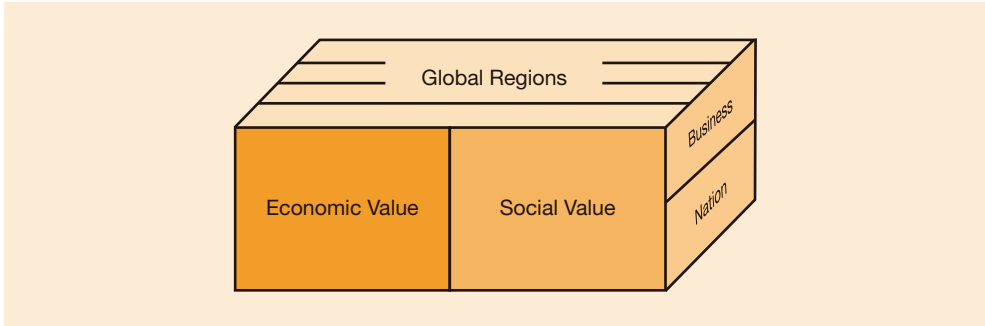 Global Regions
Business
Economic Value
Social Value
Nation